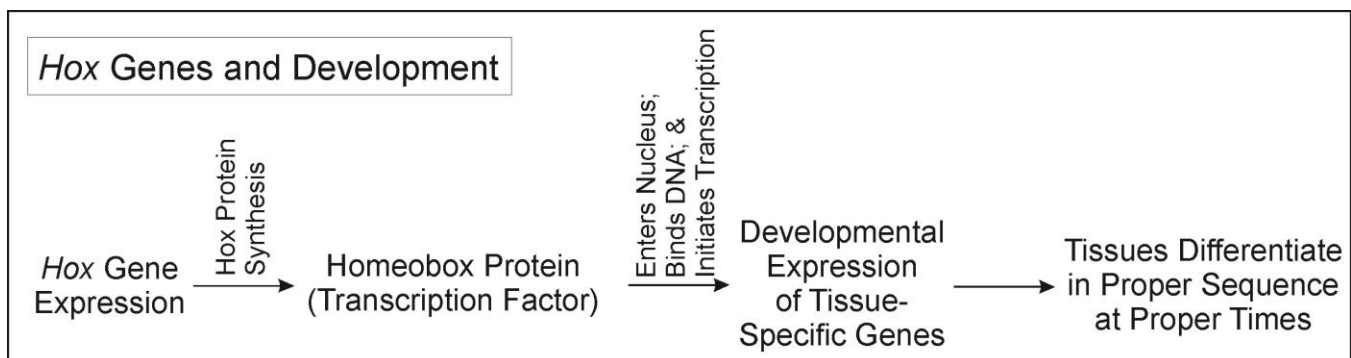 Hox Genes and Development
Hox Gene
Expression
Hox Protein
Synthesis
Homeobox Protein
(Transcription Factor)
Enters Nucleus;
Binds DNA; &
Initiates Transcription
Developmental
Expression
of Tissue-
Specific Genes
Tissues Differentiate
in Proper Sequence
at Proper Times